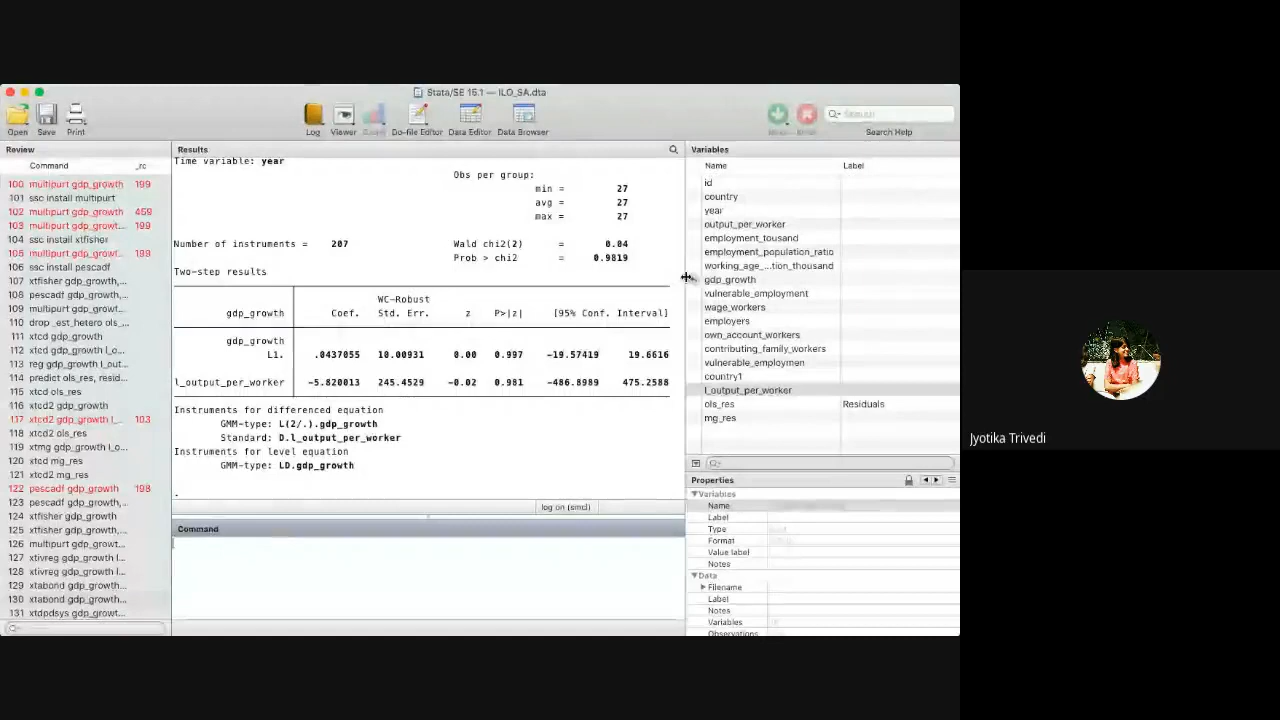 Stata/SE 15.1 — ILO_SA.dta
Open
Save
Print
Log
Viewer
Do-file Editor
Data Editor
Data Browser
Search
Search Help
Review
Command
_rc
100 multipurt gdp_growth 199
101 ssc install multipurt
102 multipurt gdp_growth 459
103 multipurt gdp_growth... 199
104 ssc install xtfisher
105 multipurt gdp_growth... 199
106 ssc install pescadf
107 xtfisher gdp_growth,...
108 pescadf gdp_growth,...
109 multipurt gdp_growt...
110 drop _est_hetero ols_...
111 xtcd gdp_growth
112 xtcd gdp_growth l_o...
113 reg gdp_growth l_out...
114 predict ols_res, resid...
115 xtcd ols_res
116 xtcd2 gdp_growth
117 xtcd2 gdp_growth l_... 103
118 xtcd2 ols_res
119 xtmg gdp_growth l_o...
120 xtcd mg_res
121 xtcd2 mg_res
122 pescadf gdp_growth 198
123 pescadf gdp_growth,...
124 xtfisher gdp_growth
125 xtfisher gdp_growth,...
126 multipurt gdp_growt...
127 xtivreg gdp_growth l...
128 xtivreg gdp_growth l...
129 xtabond gdp_growth...
130 xtabond gdp_growth...
131 xtdpdsys gdp_growt...
Results
Time variable: year
Obs per group:
min = 27
avg = 27
max = 27
Number of instruments = 207 Wald chi2(2) = 0.04
Prob > chi2 = 0.9819
Two-step results
WC-Robust
gdp_growth Coef. Std. Err. z P>|z| [95% Conf. Interval]
gdp_growth
L1. .0437055 10.00931 0.00 0.997 -19.57419 19.6616
l_output_per_worker -5.820013 245.4529 -0.02 0.981 -486.8989 475.2588
Instruments for differenced equation
GMM-type: L(2/.).gdp_growth
Standard: D.l_output_per_worker
Instruments for level equation
GMM-type: LD.gdp_growth
.
log on (smcl)
Command
Variables
Name
Label
id
country
year
output_per_worker
employment_tousand
employment_population_ratio
working_age_...tion_thousand
gdp_growth
vulnerable_employment
wage_workers
employers
own_account_workers
contributing_family_workers
vulnerable_employmen
country1
l_output_per_worker
ols_res Residuals
mg_res
Properties
Variables
Name
Label
Type
Format
Value label
Notes
Data
Filename
Label
Notes
Variables
Observations
Jyotika Trivedi